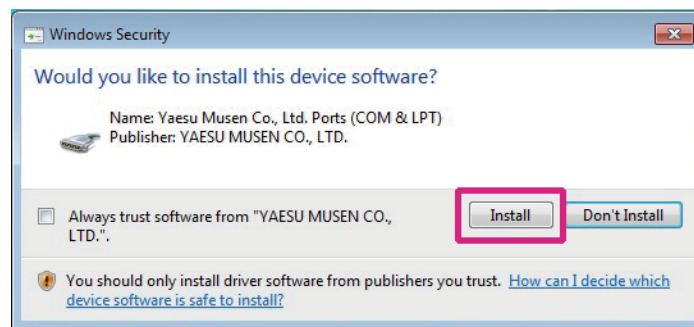 Windows Security
Would you like to install this device software?
Name: Yaesu Musen Co., Ltd. Ports (COM & LPT)
Publisher: YAESU MUSEN CO., LTD.
Always trust software from "YAESU MUSEN CO.,
LTD.".
Install
Don't Install
You should only install driver software from publishers you trust. How can I decide which
device software is safe to install?